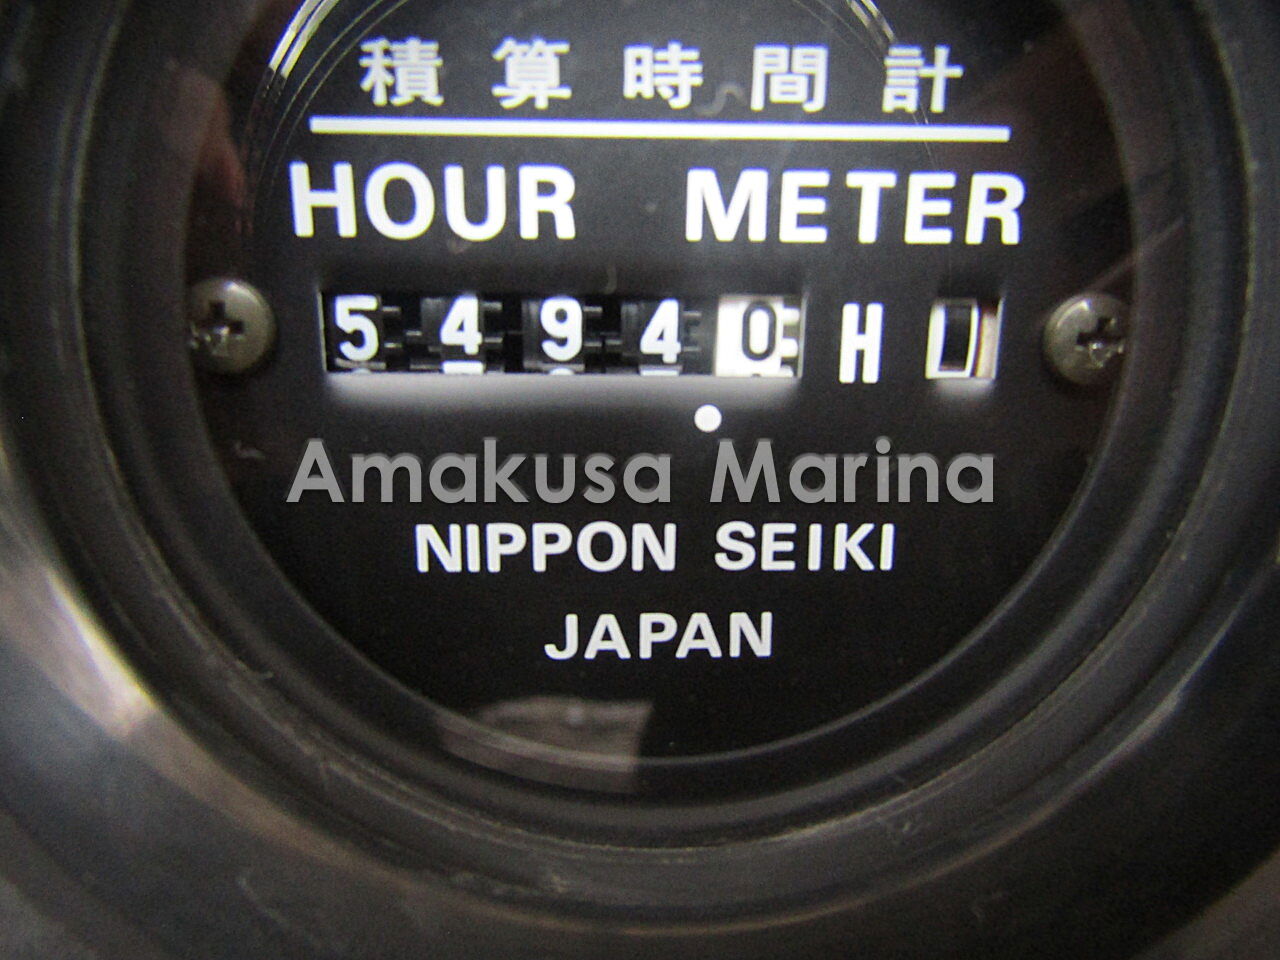 積算時間計
HOUR METER
54940 H
Amakusa Marina
NIPPON SEIKI
JAPAN